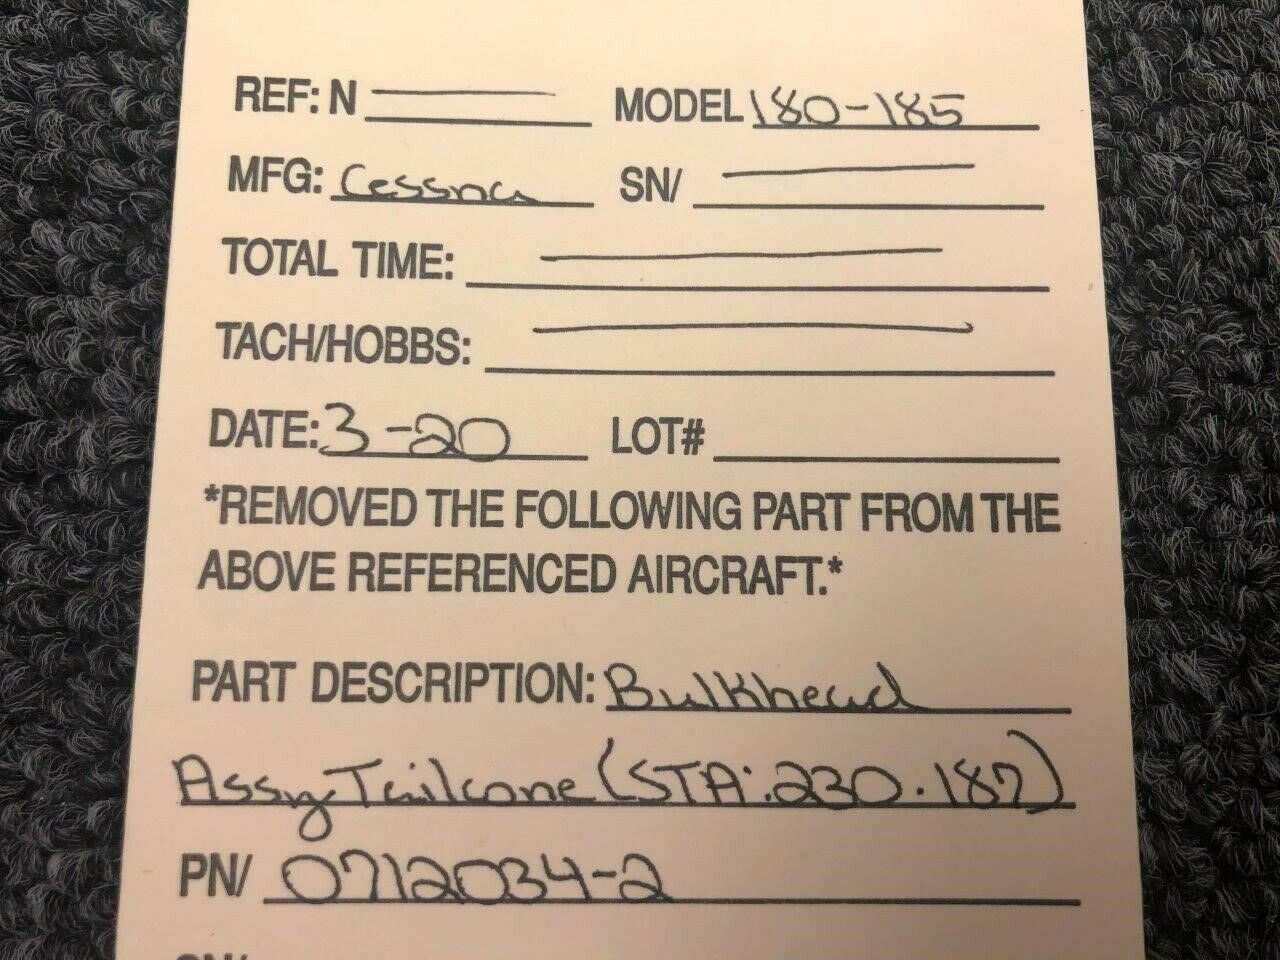 REF: N MODEL 180-185
MFG: Cessna SN/
TOTAL TIME:
TACH/HOBBS:
DATE: 3-20 LOT#
*REMOVED THE FOLLOWING PART FROM THE
ABOVE REFERENCED AIRCRAFT.*
PART DESCRIPTION: Bulkhead
Assy, Tailcone (STA: 230.187)
PN/ 0712034-2